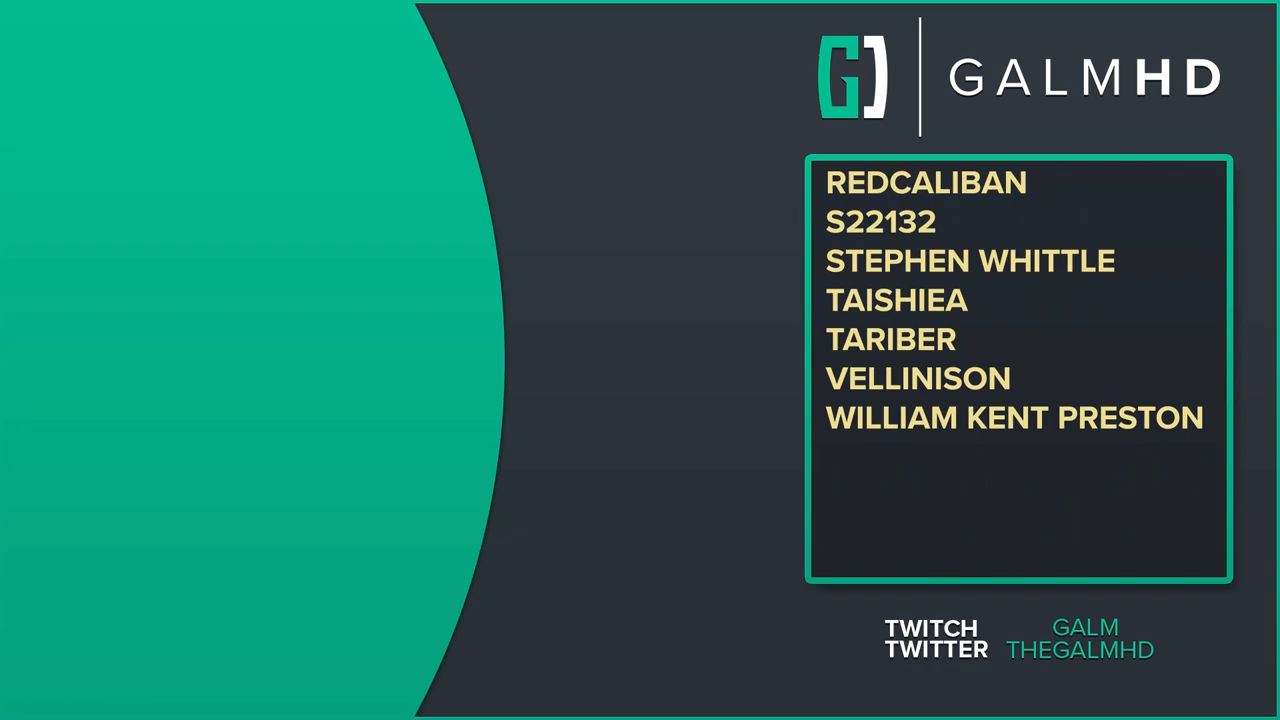 G
GALMHD
REDCALIBAN
S22132
STEPHEN WHITTLE
TAISHIEA
TARIBER
VELLINISON
WILLIAM KENT PRESTON
TWITCH GALM
TWITTER THEGALMHD